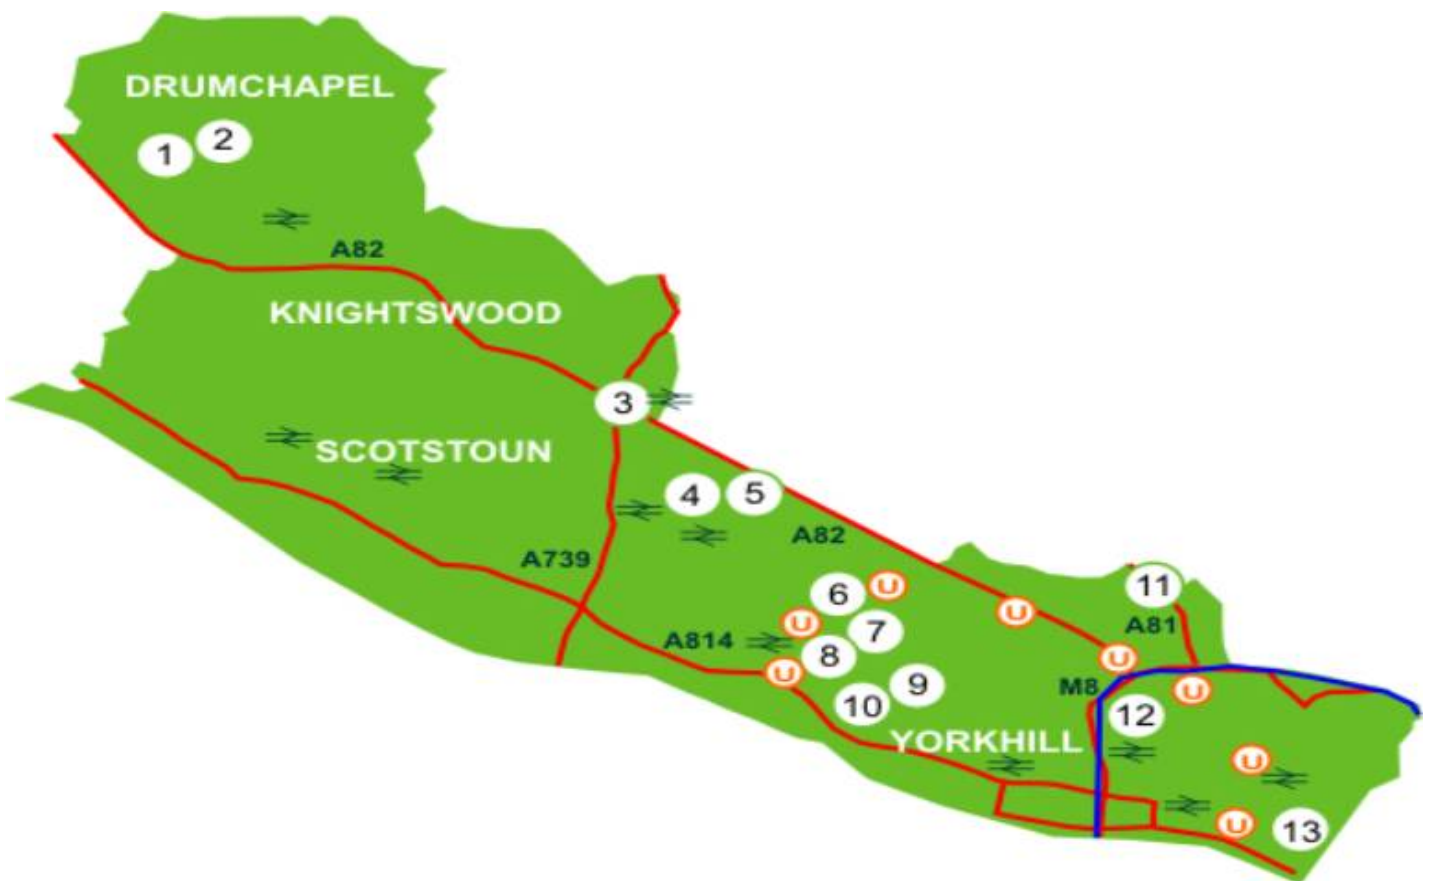 DRUMCHAPEL
1
2
A82
KNIGHTSWOOD
3
SCOTSTOUN
4
5
A82
A739
6
U
U
11
U
7
A81
A814
8
U
U
9
M8
U
10
12
YORKHILL
U
U
13